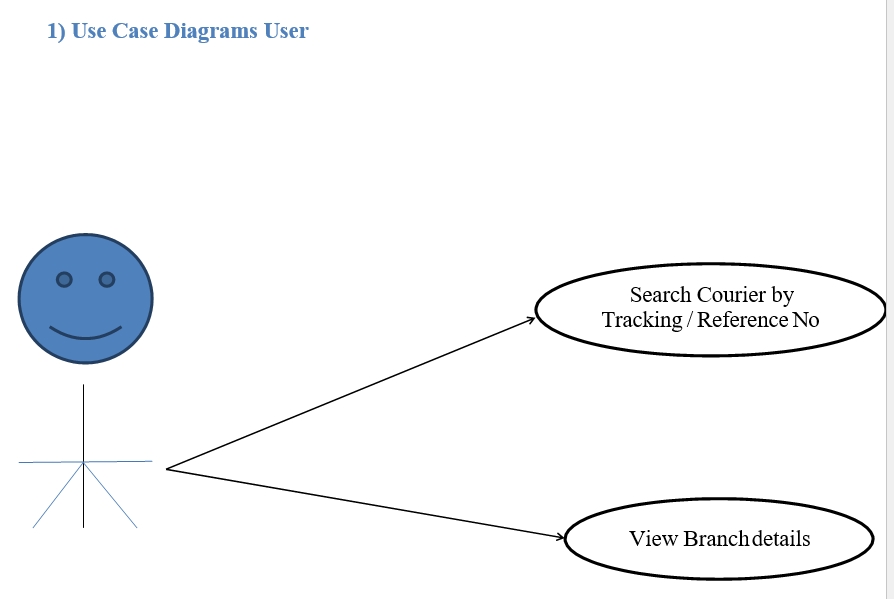 1) Use Case Diagrams User
Search Courier by
Tracking / Reference No
View Branch details